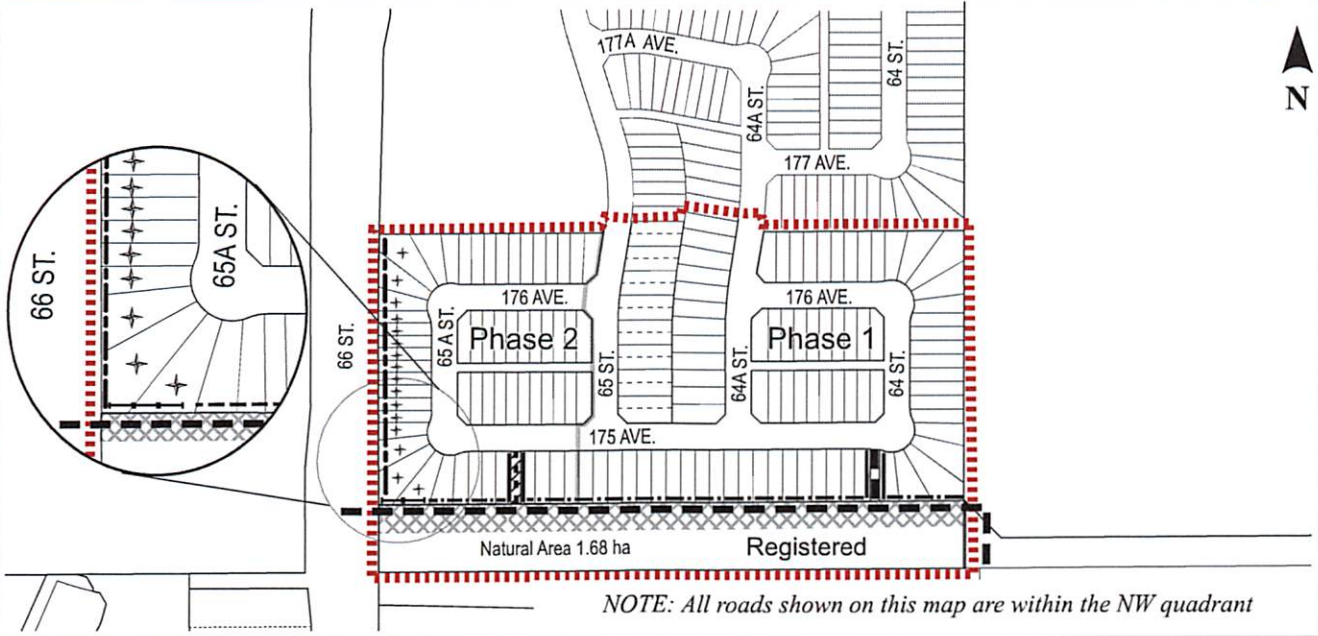 177A AVE.
64 ST.
64A ST.
N
177 AVE.
66 ST.
65A ST.
176 AVE.
176 AVE.
66 ST.
65A ST.
Phase 2
65 ST.
64A ST.
Phase 1
64 ST.
175 AVE.
Natural Area 1.68 ha
Registered
NOTE: All roads shown on this map are within the NW quadrant